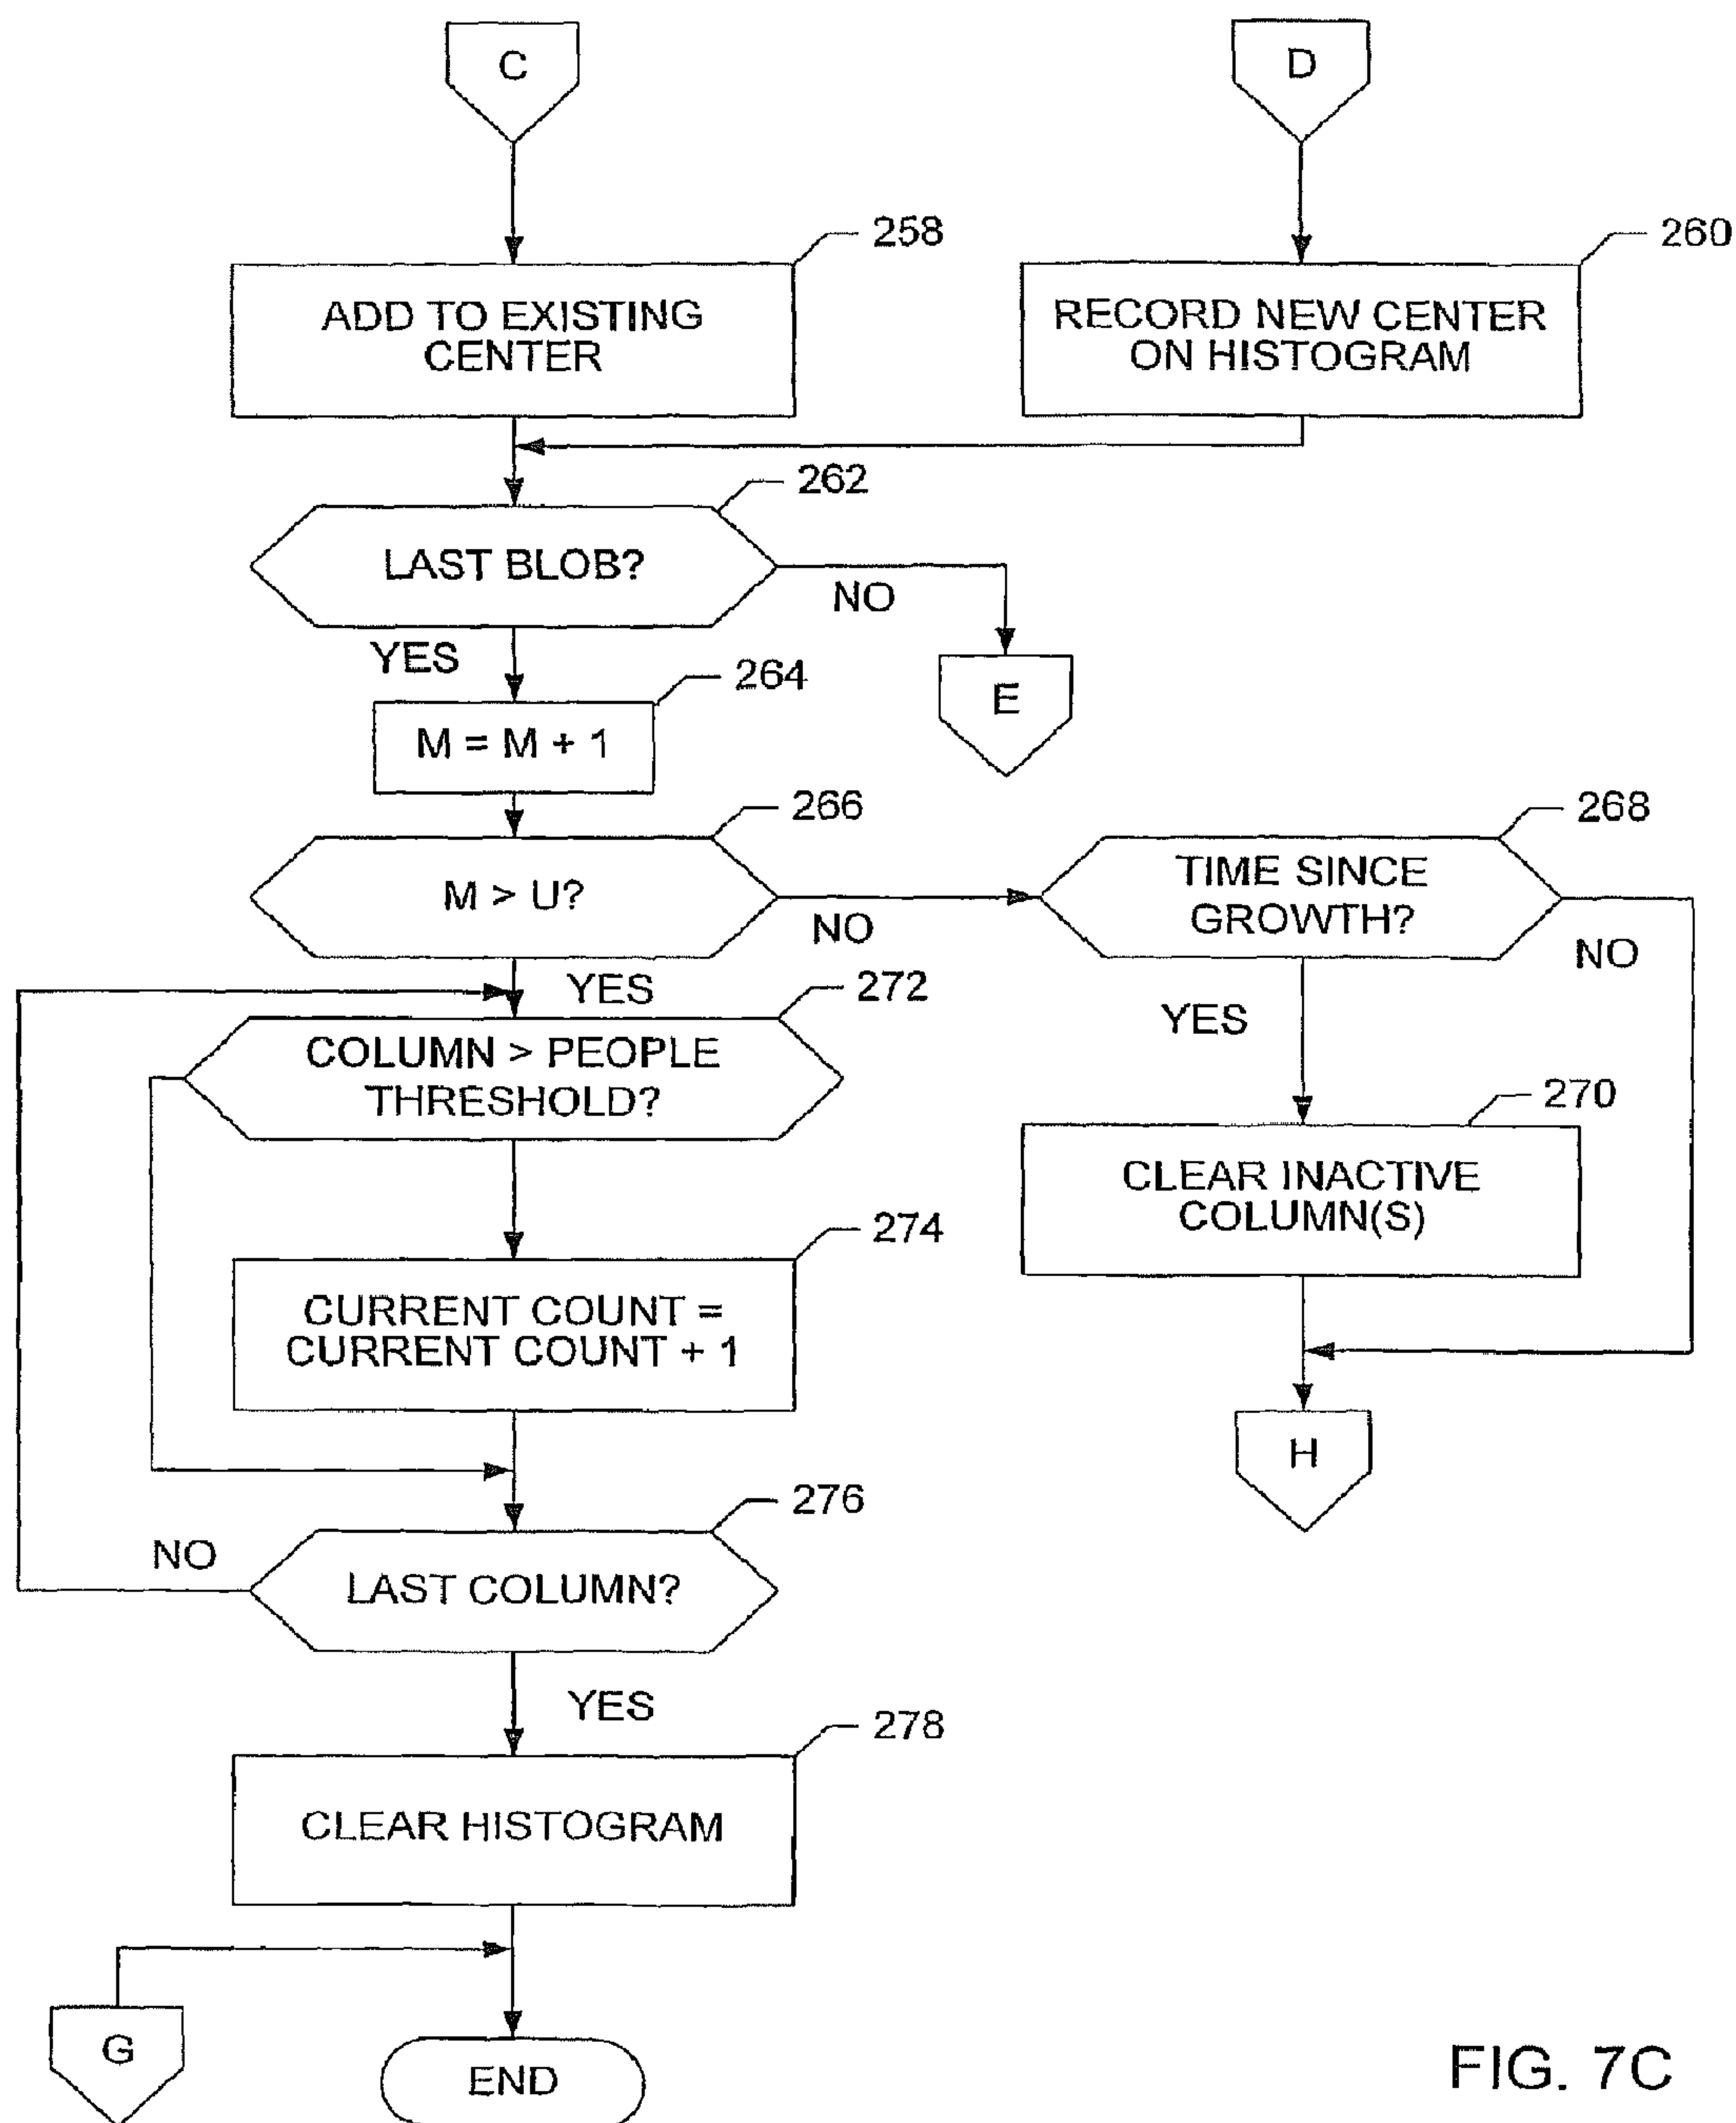 C
D
258
260
ADD TO EXISTING
CENTER
RECORD NEW CENTER
ON HISTOGRAM
262
LAST BLOB?
NO
YES
E
264
M = M + 1
266
268
M > U?
NO
TIME SINCE
GROWTH?
NO
YES
YES
272
COLUMN > PEOPLE
THRESHOLD?
270
CLEAR INACTIVE
COLUMN(S)
274
CURRENT COUNT =
CURRENT COUNT + 1
H
276
NO
LAST COLUMN?
YES
278
CLEAR HISTOGRAM
G
END
FIG. 7C